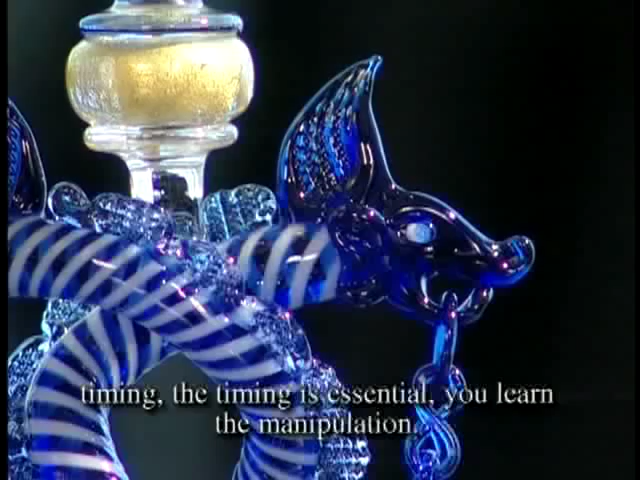 timing, the timing is essential, you learn
the manipulation.